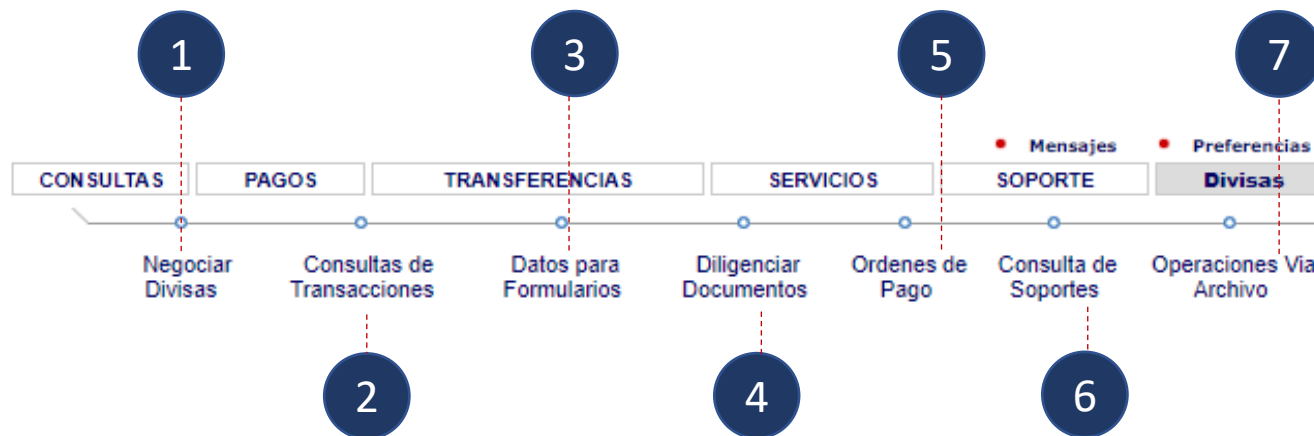 1
3
5
7
Mensajes
Preferencias
CONSULTAS
PAGOS
TRANSFERENCIAS
SERVICIOS
SOPORTE
Divisas
Negociar
Divisas
Consultas de
Transacciones
Datos para
Formularios
Diligenciar
Documentos
Ordenes de
Pago
Consulta de
Soportes
Operaciones Via
Archivo
2
4
6